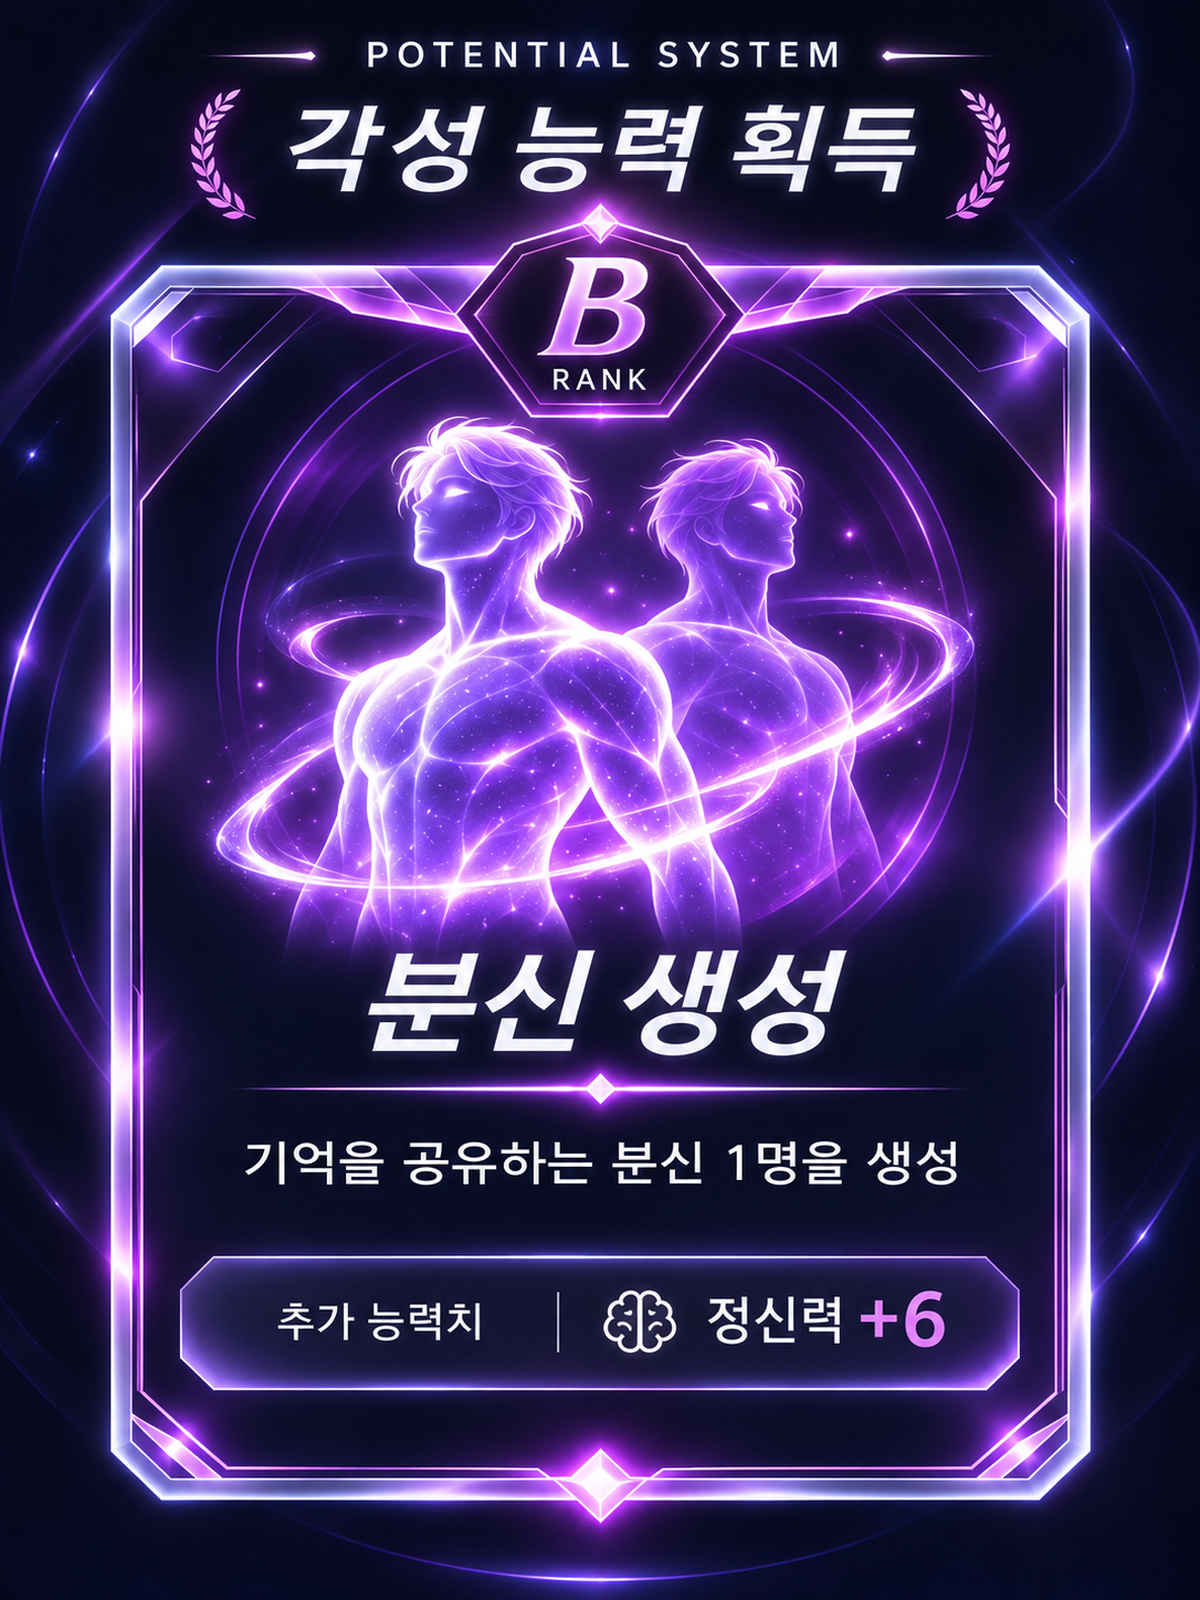 POTENTIAL SYSTEM
각성 능력 획득
B
RANK
분신 생성
기억을 공유하는 분신 1명을 생성
추가 능력치 정신력 +6